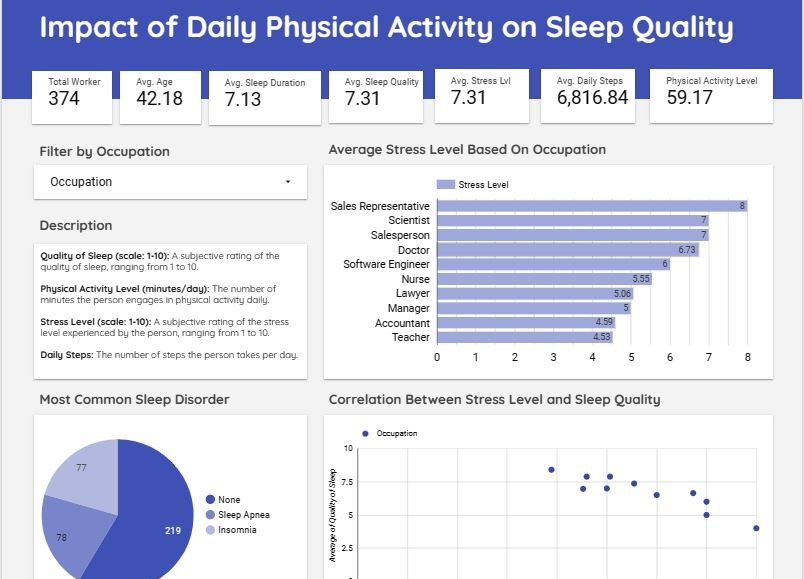 Impact of Daily Physical Activity on Sleep Quality
Total Worker
374
Avg. Age
42.18
Avg. Sleep Duration
7.13
Avg. Sleep Quality
7.31
Avg. Stress Lvl
7.31
Avg. Daily Steps
6,816.84
Physical Activity Level
59.17
Filter by Occupation
Occupation
Description
Quality of Sleep (scale: 1-10): A subjective rating of the
quality of sleep, ranging from 1 to 10.
Physical Activity Level (minutes/day): The number of
minutes the person engages in physical activity daily.
Stress Level (scale: 1-10): A subjective rating of the stress
level experienced by the person, ranging from 1 to 10.
Daily Steps: The number of steps the person takes per day.
Average Stress Level Based On Occupation
Stress Level
Sales Representative 8
Scientist 7
Salesperson 7
Doctor 6.73
Software Engineer 6
Nurse 5.55
Lawyer 5.06
Manager 5
Accountant 4.59
Teacher 4.53
0 1 2 3 4 5 6 7 8
Most Common Sleep Disorder
77
78
219
None
Sleep Apnea
Insomnia
Correlation Between Stress Level and Sleep Quality
Occupation
Average of Quality of Sleep
10
7.5
5
2.5